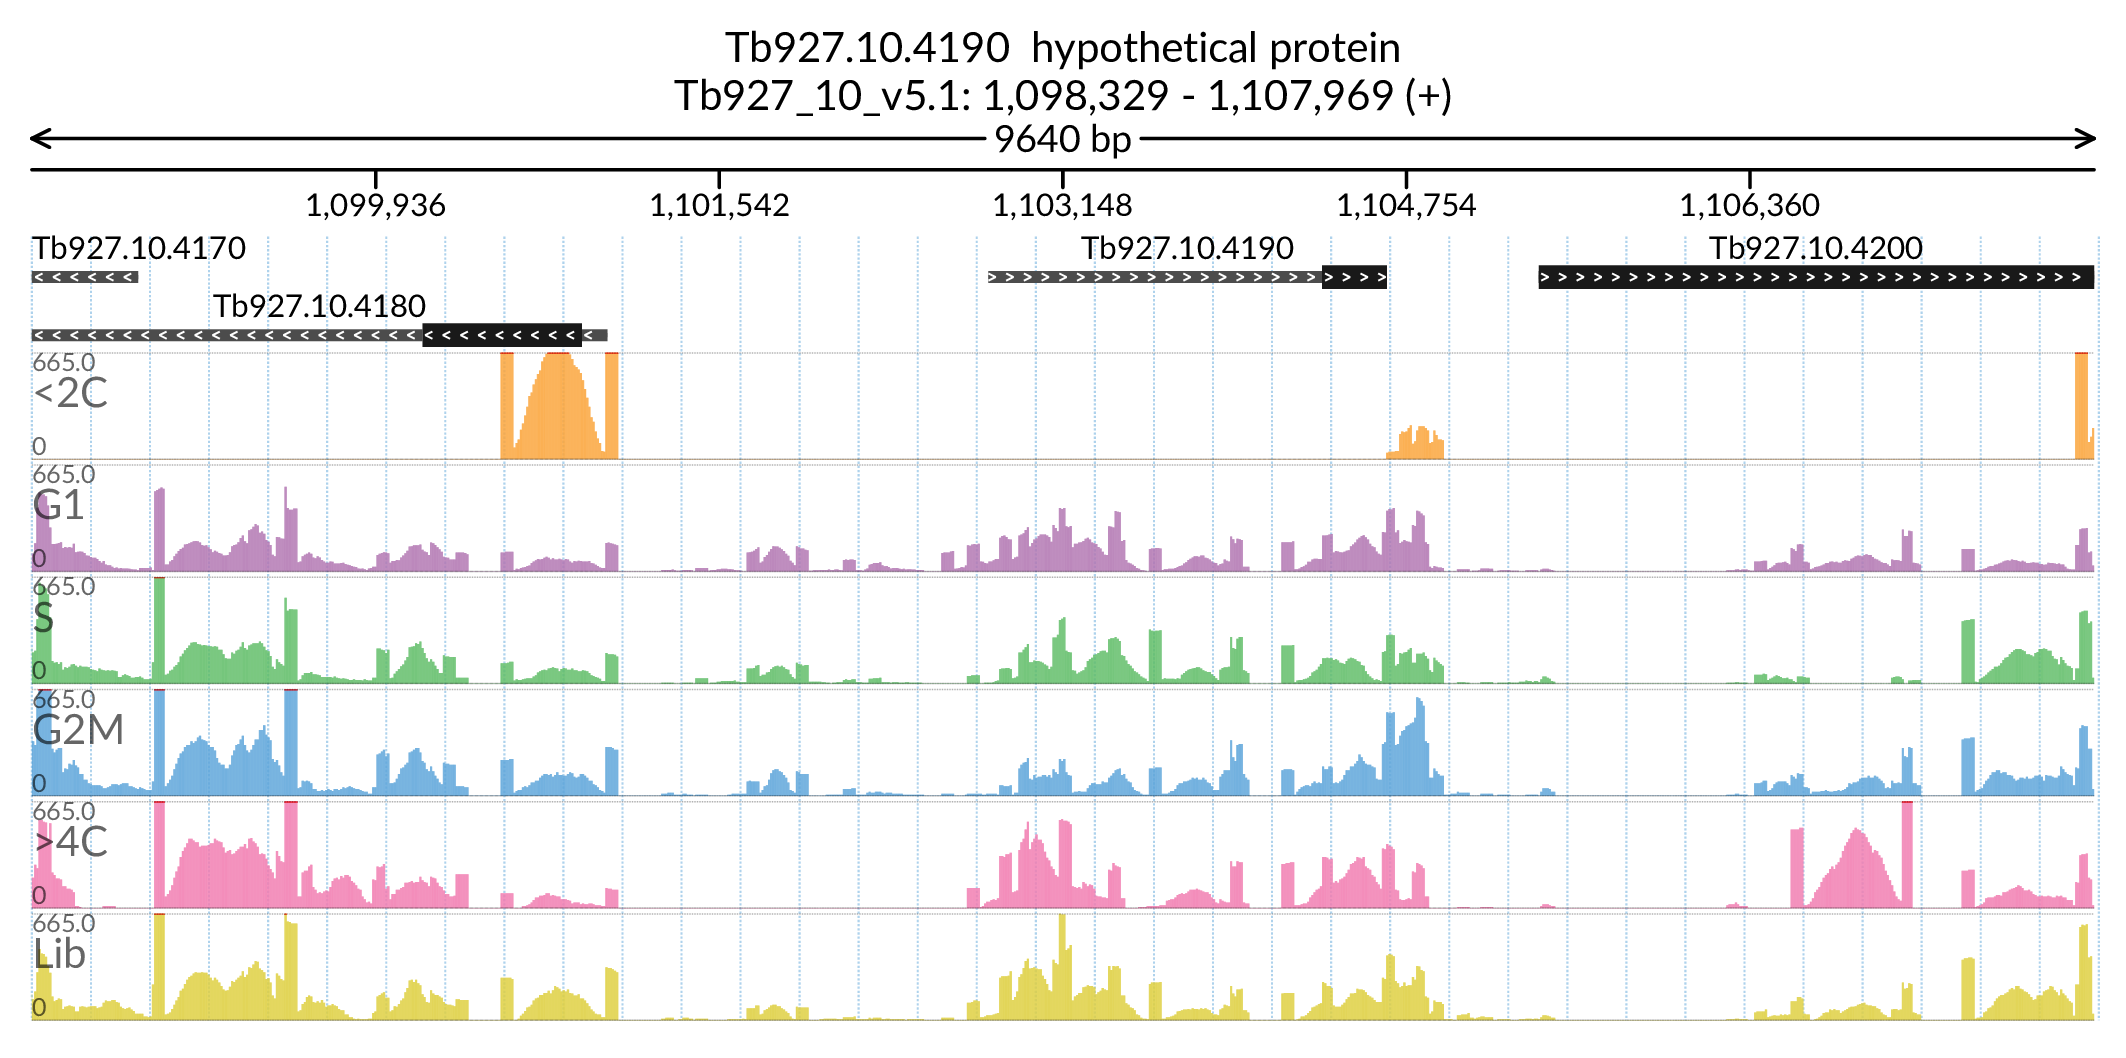 Tb927.10.4190  hypothetical protein
Tb927_10_v5.1: 1,098,329 - 1,107,969 (+)
9640 bp
1,099,936 1,101,542 1,103,148 1,104,754 1,106,360
Tb927.10.4170 Tb927.10.4190 Tb927.10.4200
Tb927.10.4180
665.0
<2C
0
665.0
G1
0
665.0
S
0
665.0
G2M
0
665.0
>4C
0
665.0
Lib
0